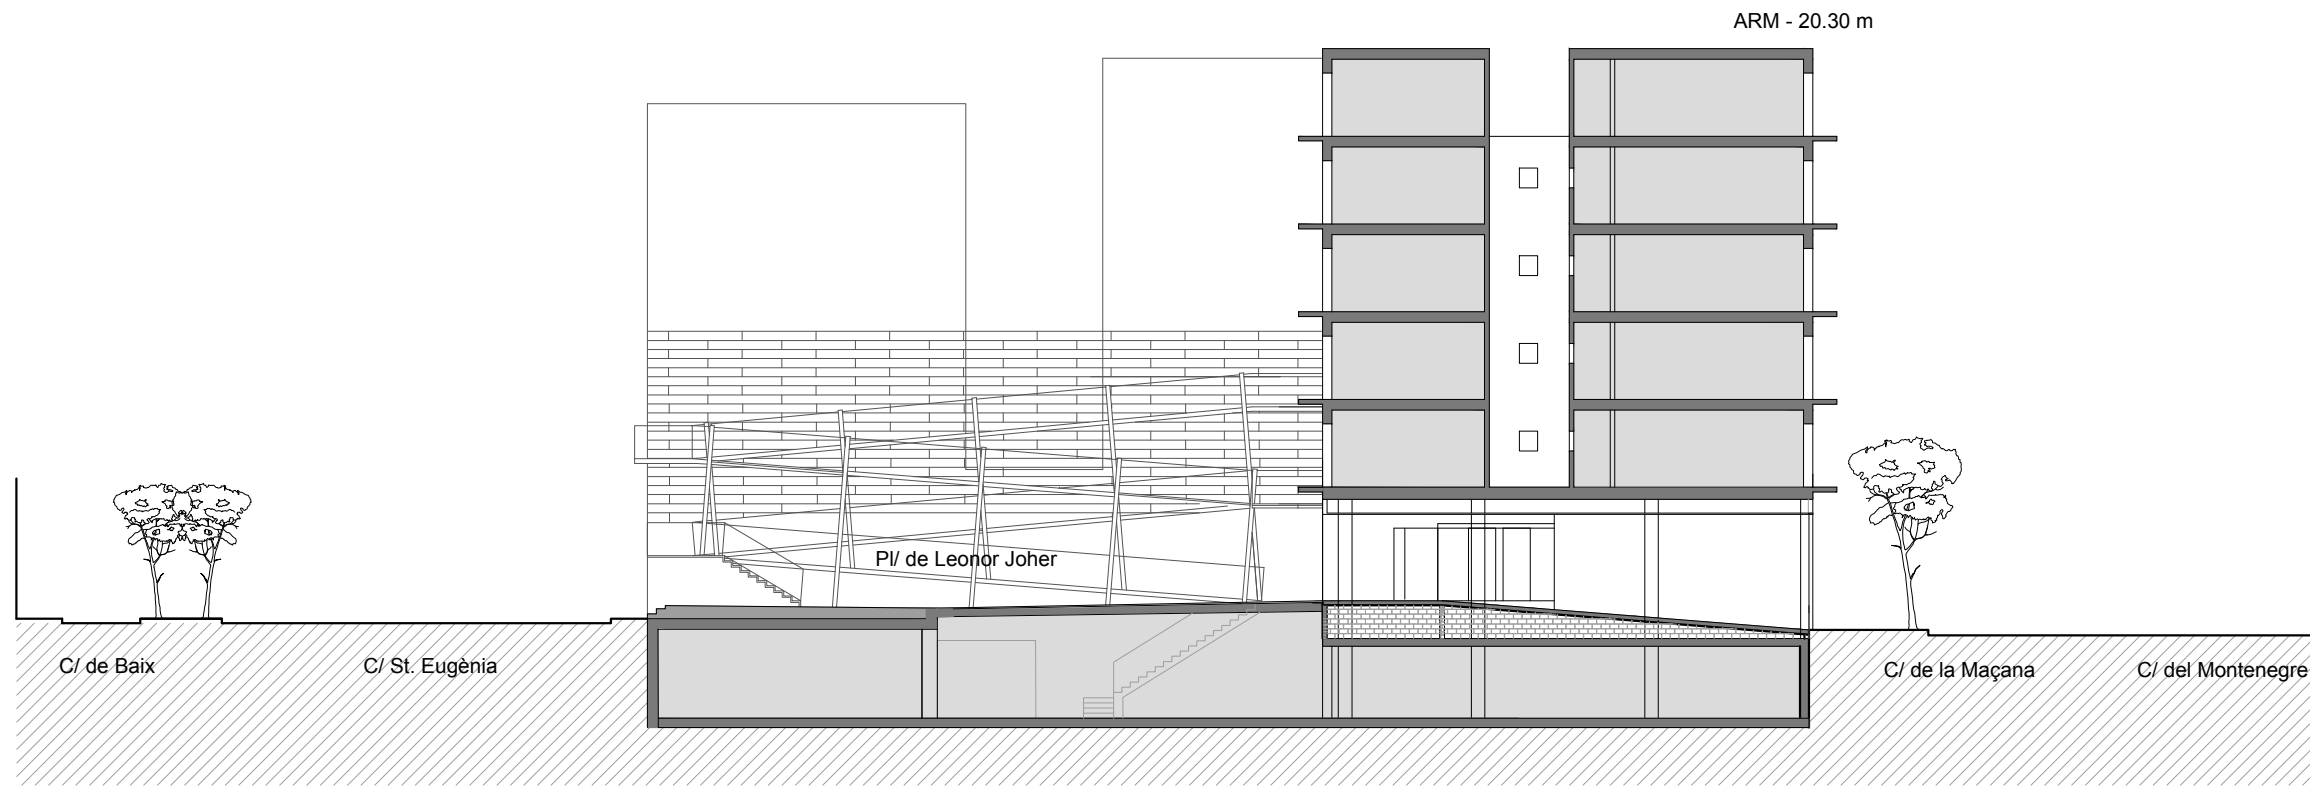 ARM - 20.30 m
Pl/ de Leonor Joher
C/ de Baix
C/ St. Eugènia
C/ de la Maçana
C/ del Montenegre